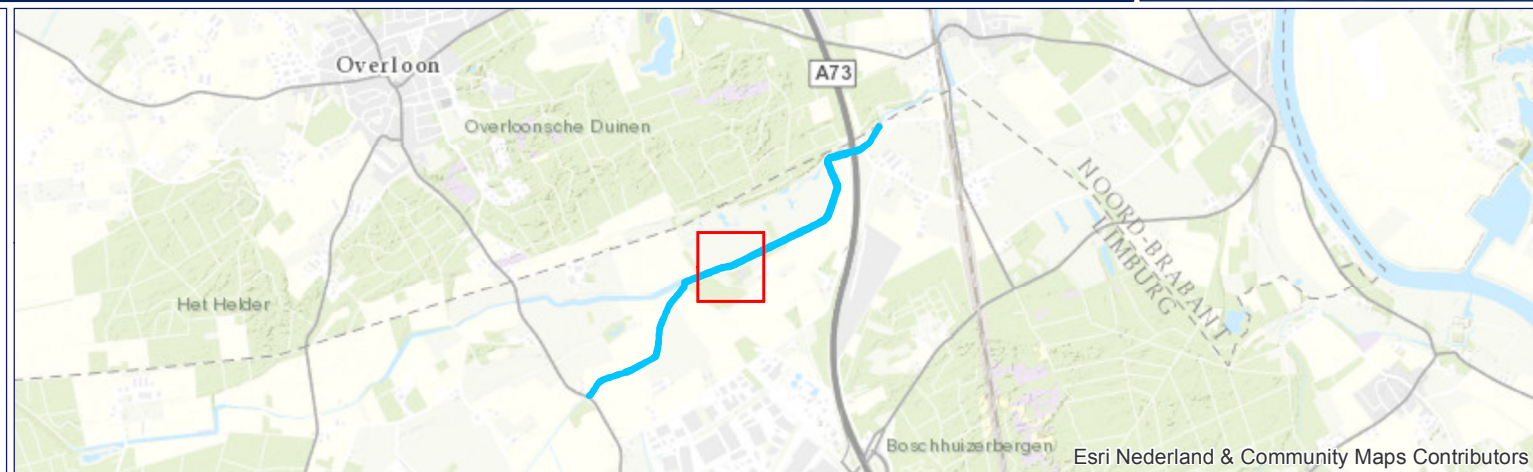 Overloon
A73
Overloonsche Duinen
NOORD-BRABANT
LIMBURG
Het Helder
Boschhuizerbergen
Esri Nederland & Community Maps Contributors